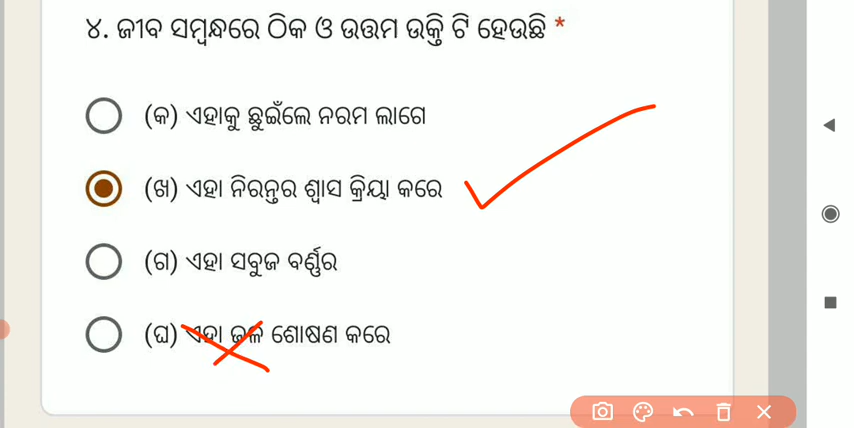 ୪. ଜୀବ ସମ୍ବନ୍ଧରେ ଠିକ ଓ ଉତ୍ତମ ଉକ୍ତି ଟି ହେଉଛି *
(କ) ଏହାକୁ ଛୁଇଁଲେ ନରମ ଲାଗେ
(ଖ) ଏହା ନିରନ୍ତର ଶ୍ୱାସ କ୍ରିୟା କରେ
(ଗ) ଏହା ସବୁଜ ବର୍ଣ୍ଣର
(ଘ) ଏହା ଜଳ ଶୋଷଣ କରେ